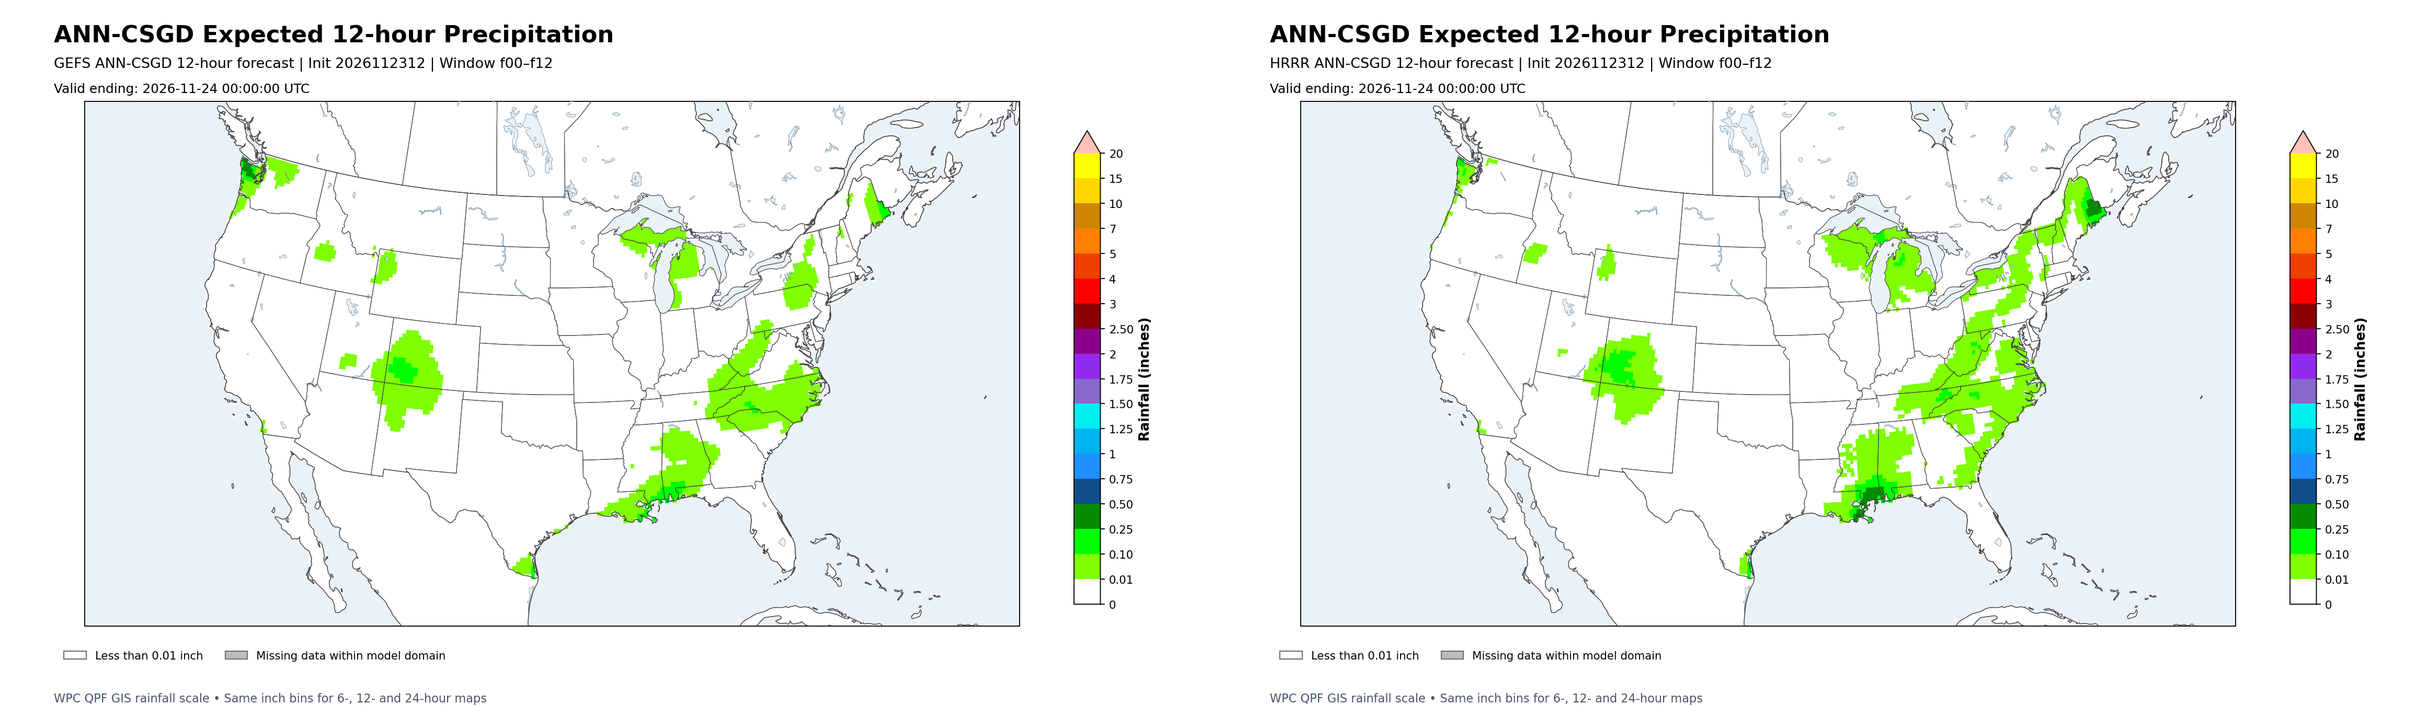 ANN-CSGD Expected 12-hour Precipitation
GEFS ANN-CSGD 12-hour forecast | Init 2026112312 | Window f00–f12
Valid ending: 2026-11-24 00:00:00 UTC
20
15
10
7
5
4
3
2.50
2
1.75
1.50
1.25
1
0.75
0.50
0.25
0.10
0.01
0
Rainfall (inches)
Less than 0.01 inch
Missing data within model domain
WPC QPF GIS rainfall scale • Same inch bins for 6-, 12- and 24-hour maps
ANN-CSGD Expected 12-hour Precipitation
HRRR ANN-CSGD 12-hour forecast | Init 2026112312 | Window f00–f12
Valid ending: 2026-11-24 00:00:00 UTC
20
15
10
7
5
4
3
2.50
2
1.75
1.50
1.25
1
0.75
0.50
0.25
0.10
0.01
0
Rainfall (inches)
Less than 0.01 inch
Missing data within model domain
WPC QPF GIS rainfall scale • Same inch bins for 6-, 12- and 24-hour maps